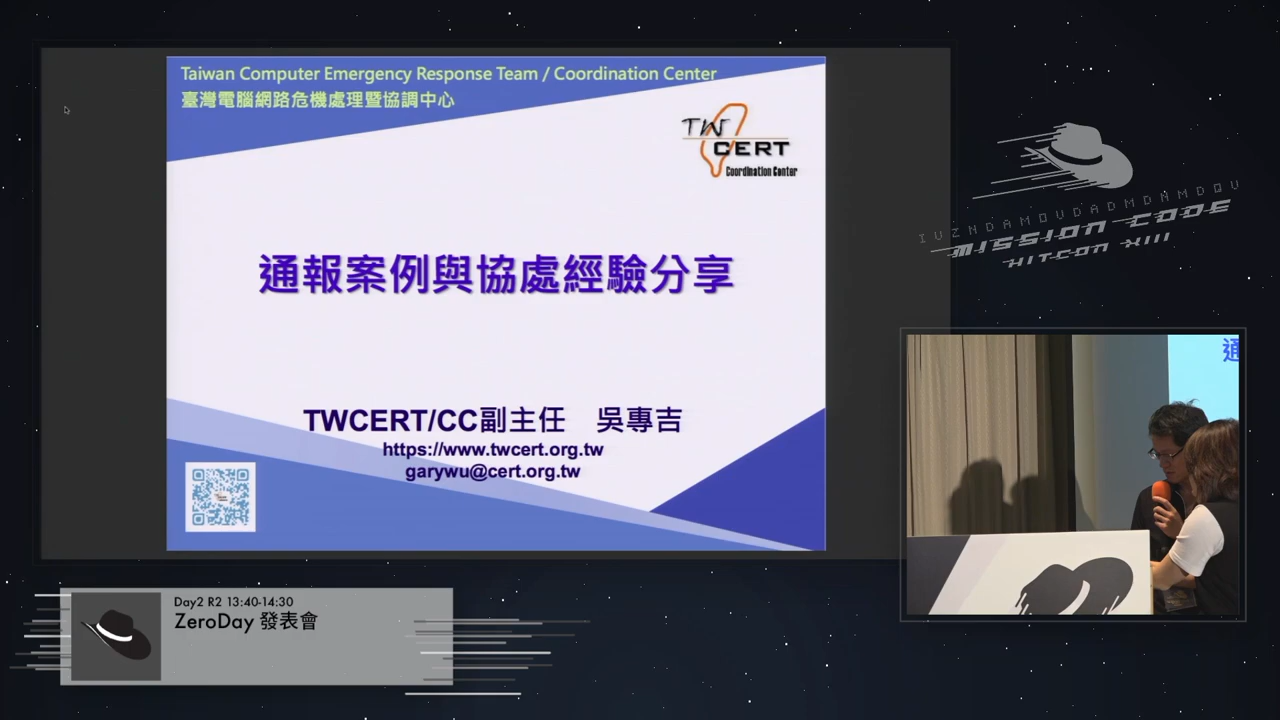 Taiwan Computer Emergency Response Team / Coordination Center
臺灣電腦網路危機處理暨協調中心
TW
CERT
Coordination Center
通報案例與協處經驗分享
TWCERT/CC副主任 吳專吉
https://www.twcert.org.tw
garywu@cert.org.tw
IVZNDAMOVDADMDNMDQV
MISSION CODE
HITCON XIII
通
Day2 R2 13:40-14:30
ZeroDay 發表會